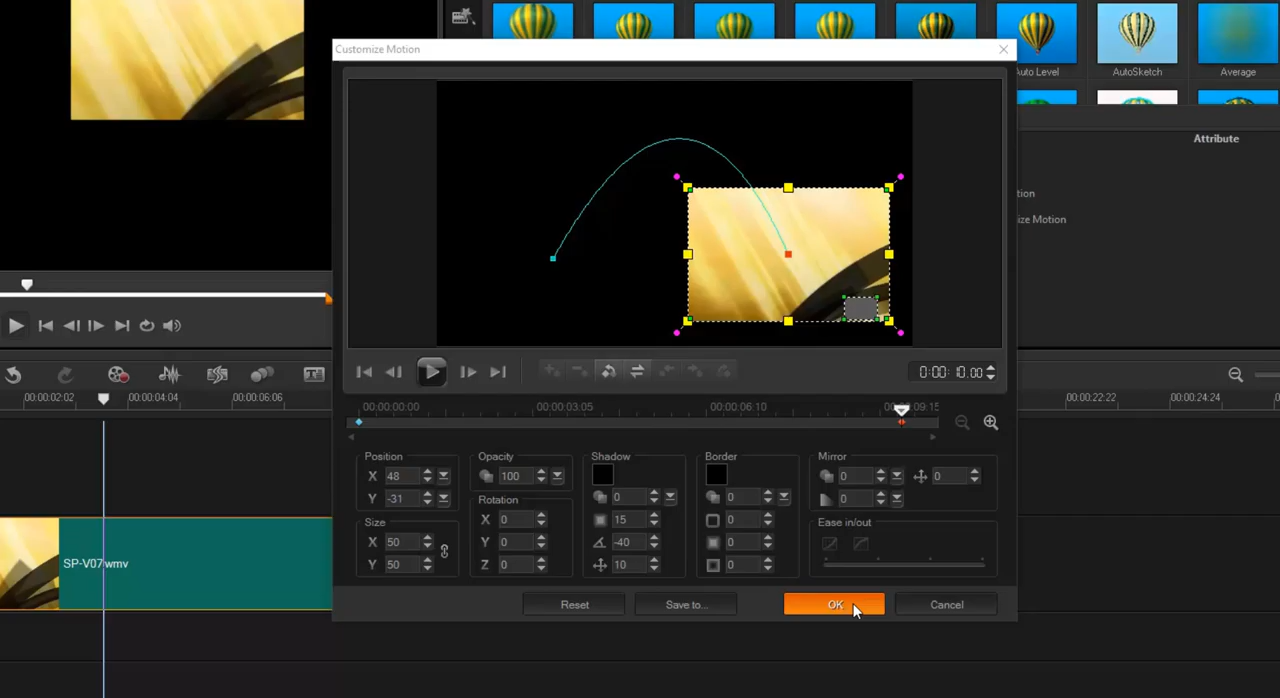 Customize Motion
Auto Level
AutoSketch
Average
Attribute
tion
ize Motion
0:00: 10.00
00:00:00:00
00:00:03:05
00:00:06:10
00:00:09:15
00:00:02:02
00:00:04:04
00:00:06:06
00:00:22:22
00:00:24:24
Position
X 48
Y -31
Size
X 50
Y 50
Opacity
100
Rotation
X 0
Y 0
Z 0
Shadow
0
15
-40
10
Border
0
0
0
0
Mirror
0 0
0
Ease in/out
SP-V07.wmv
Reset
Save to...
OK
Cancel